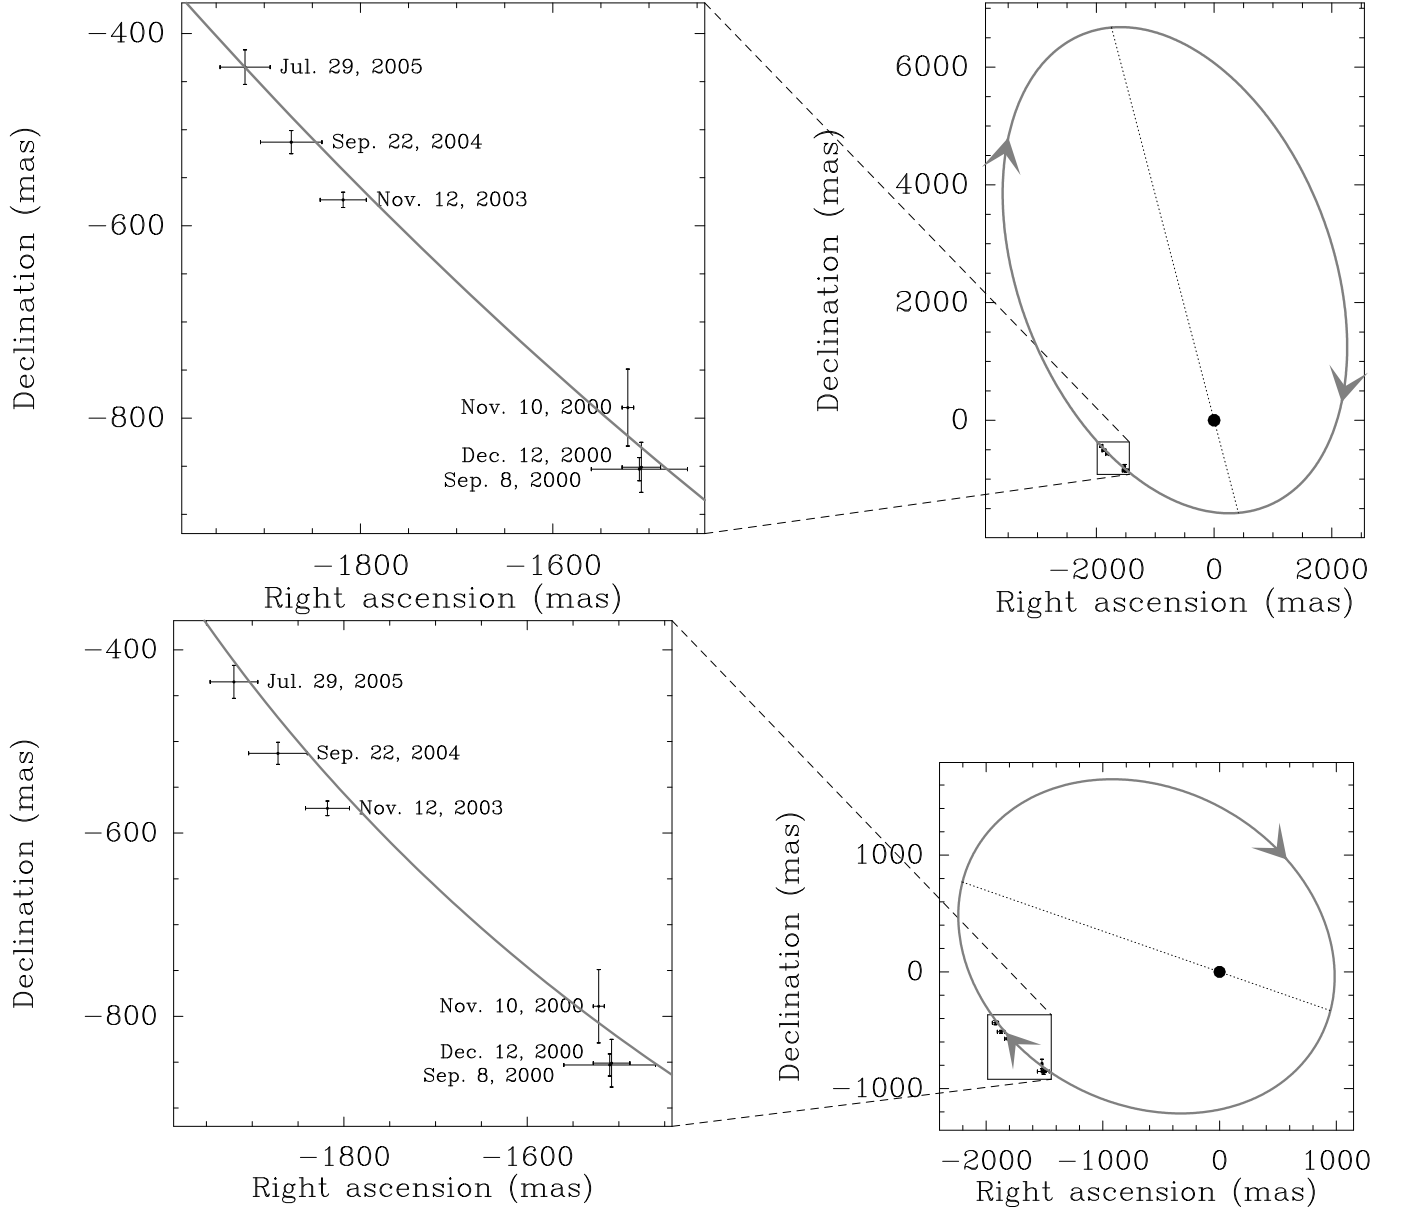 −400
−600
−800
Declination (mas)
Jul. 29, 2005
Sep. 22, 2004
Nov. 12, 2003
Nov. 10, 2000
Dec. 12, 2000
Sep. 8, 2000
−1800 −1600
Right ascension (mas)
6000
4000
2000
0
Declination (mas)
−2000 0 2000
Right ascension (mas)
−400
−600
−800
Declination (mas)
Jul. 29, 2005
Sep. 22, 2004
Nov. 12, 2003
Nov. 10, 2000
Dec. 12, 2000
Sep. 8, 2000
−1800 −1600
Right ascension (mas)
1000
0
−1000
Declination (mas)
−2000 −1000 0 1000
Right ascension (mas)